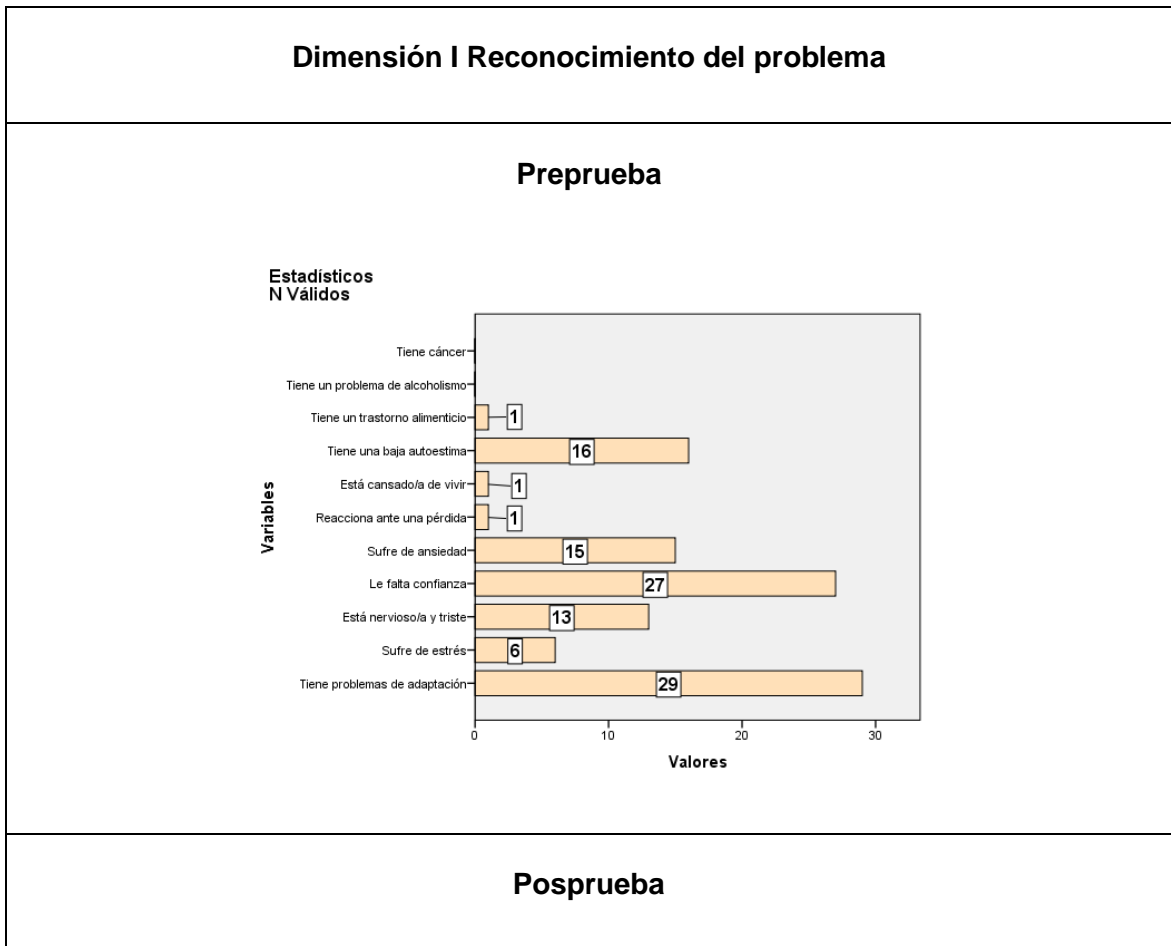 Dimensión I Reconocimiento del problema
Preprueba
Estadísticos
N Válidos
Variables
Tiene cáncer
Tiene un problema de alcoholismo
Tiene un trastorno alimenticio
1
Tiene una baja autoestima
16
Está cansado/a de vivir
1
Reacciona ante una pérdida
1
Sufre de ansiedad
15
Le falta confianza
27
Está nervioso/a y triste
13
Sufre de estrés
6
Tiene problemas de adaptación
29
0 10 20 30
Valores
Posprueba